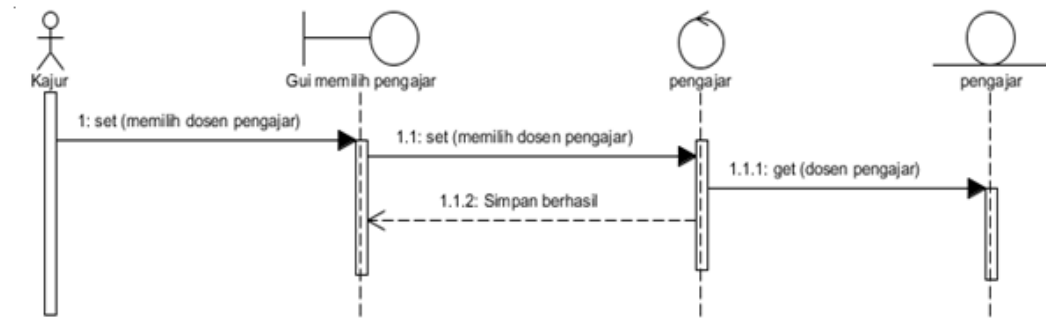 Kajur
Gui memilih pengajar
pengajar
pengajar
1: set (memilih dosen pengajar)
1.1: set (memilih dosen pengajar)
1.1.1: get (dosen pengajar)
1.1.2: Simpan berhasil